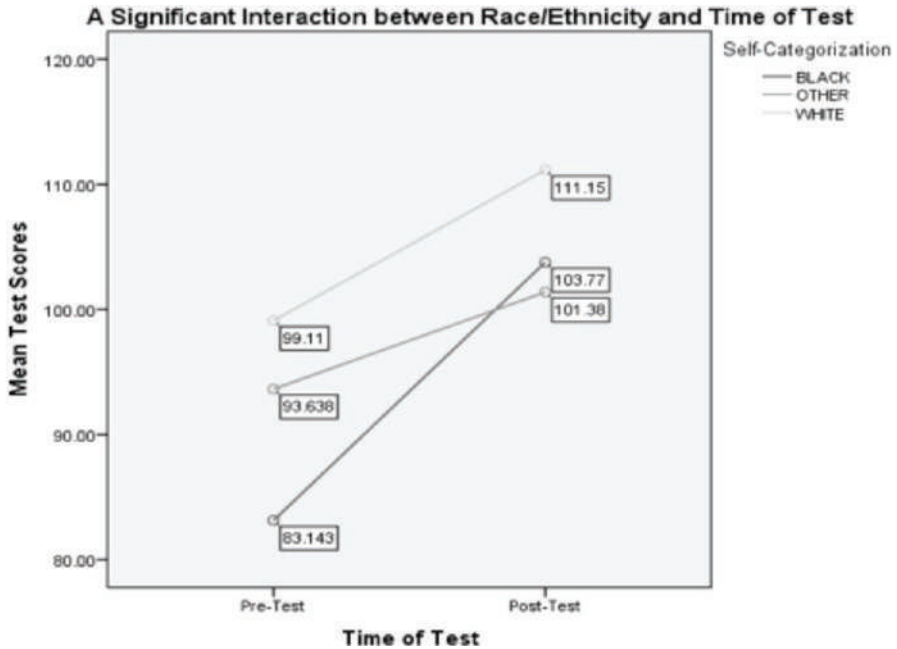 A Significant Interaction between Race/Ethnicity and Time of Test
Self-Categorization
BLACK
OTHER
WHITE
120.00
110.00
100.00
90.00
80.00
Mean Test Scores
111.15
103.77
101.38
99.11
93.638
83.143
Pre-Test
Post-Test
Time of Test